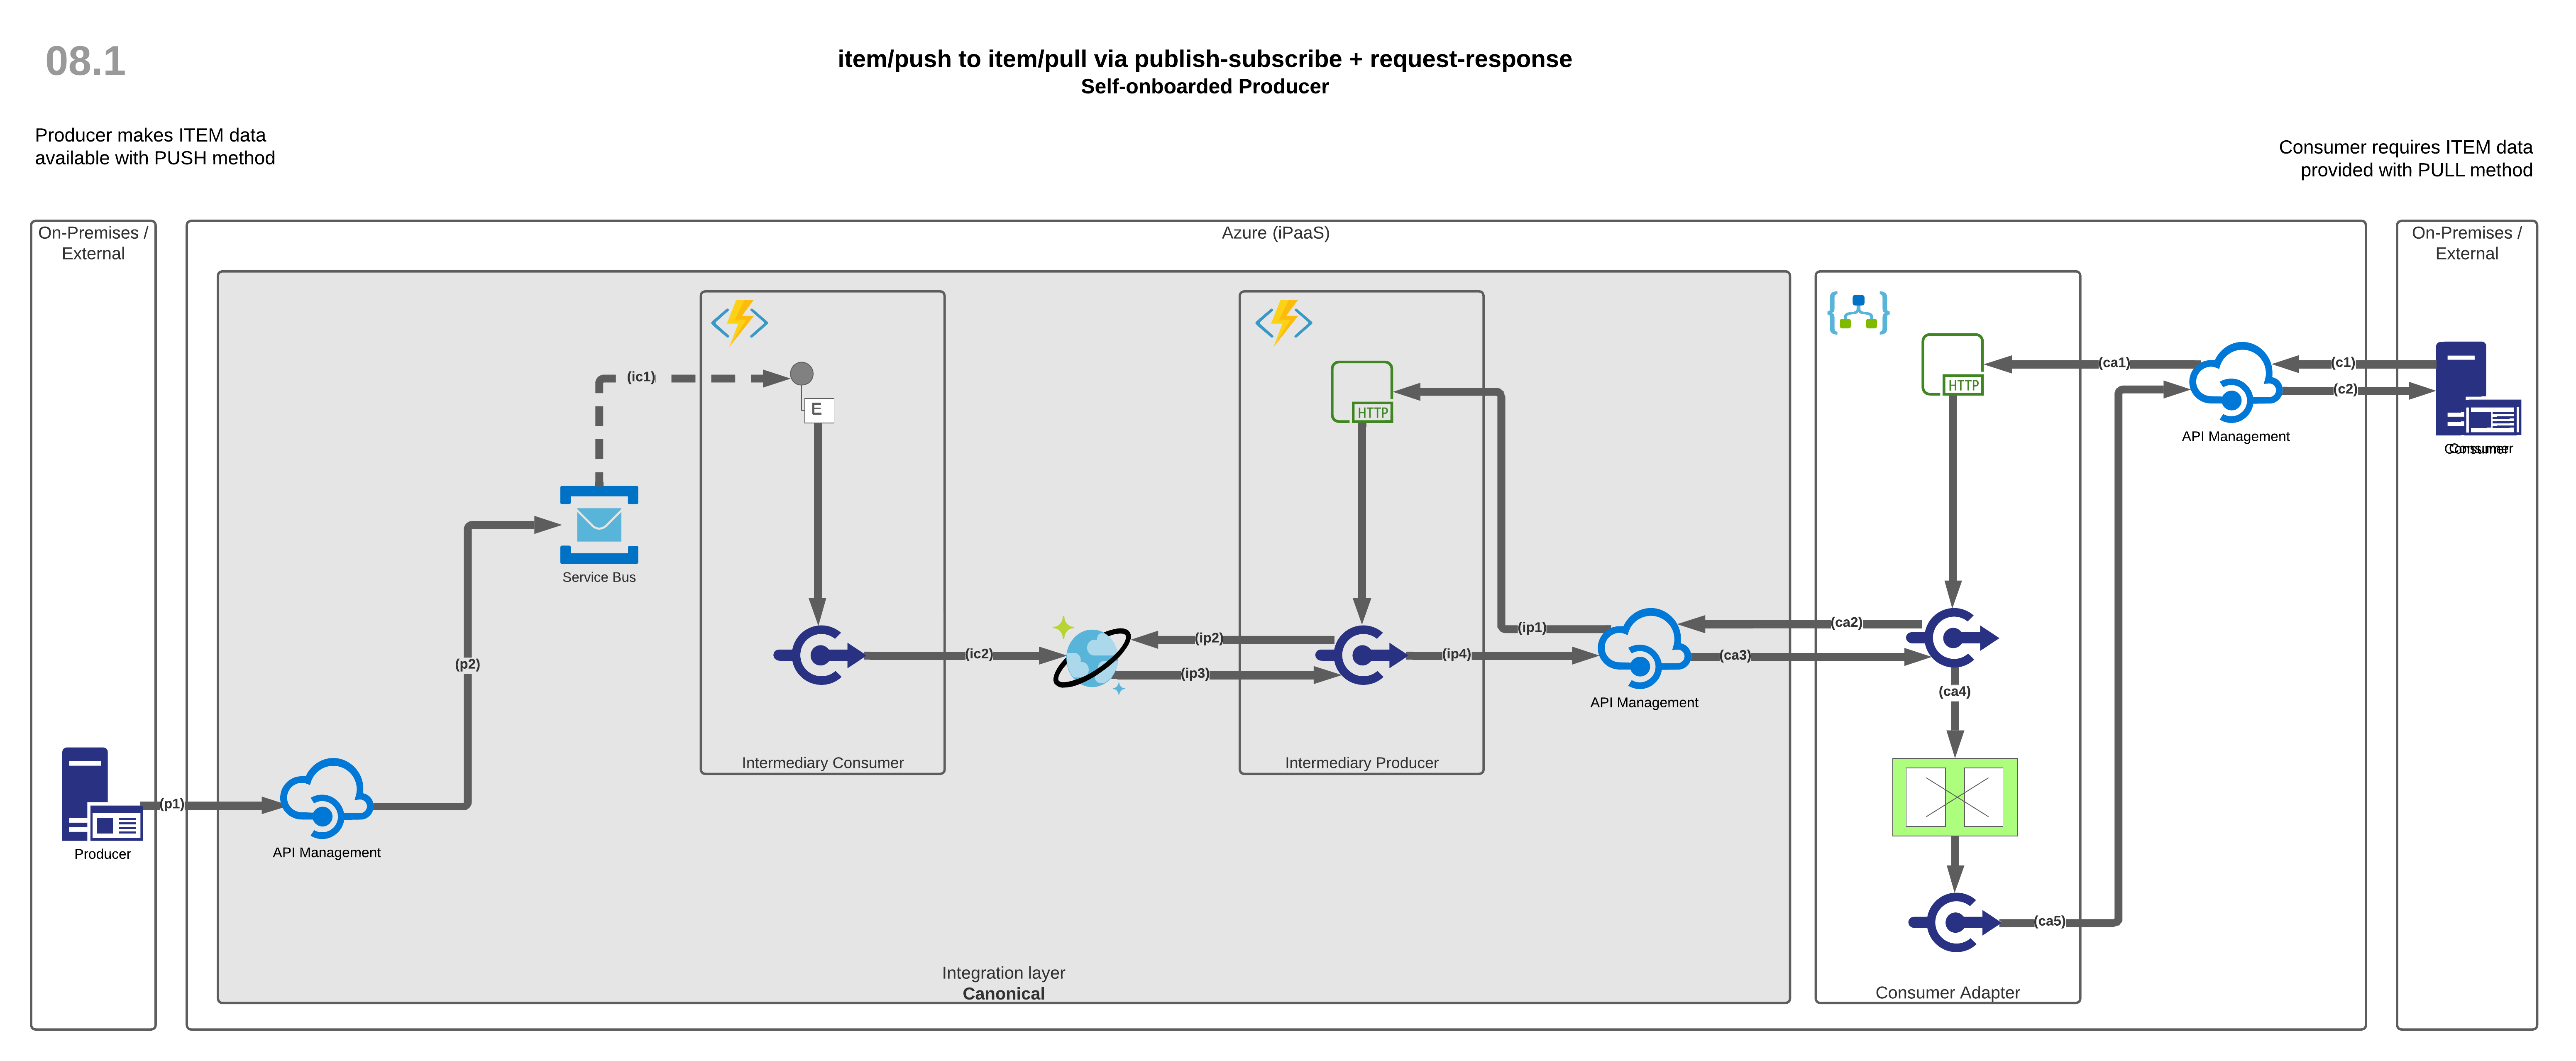 08.1
item/push to item/pull via publish-subscribe + request-response
Self-onboarded Producer
Producer makes ITEM data
available with PUSH method
Consumer requires ITEM data
provided with PULL method
On-Premises /
External
Azure (iPaaS)
On-Premises /
External
HTTP
(ca1)
(c1)
(c2)
(ic1)
E
HTTP
API Management
Consumer
Consumer
Service Bus
(ca2)
(ip1)
(ip2)
(ic2)
(ip4)
(ca3)
(p2)
(ip3)
(ca4)
API Management
Intermediary Consumer
Intermediary Producer
(p1)
Producer
API Management
(ca5)
Integration layer
Canonical
Consumer Adapter